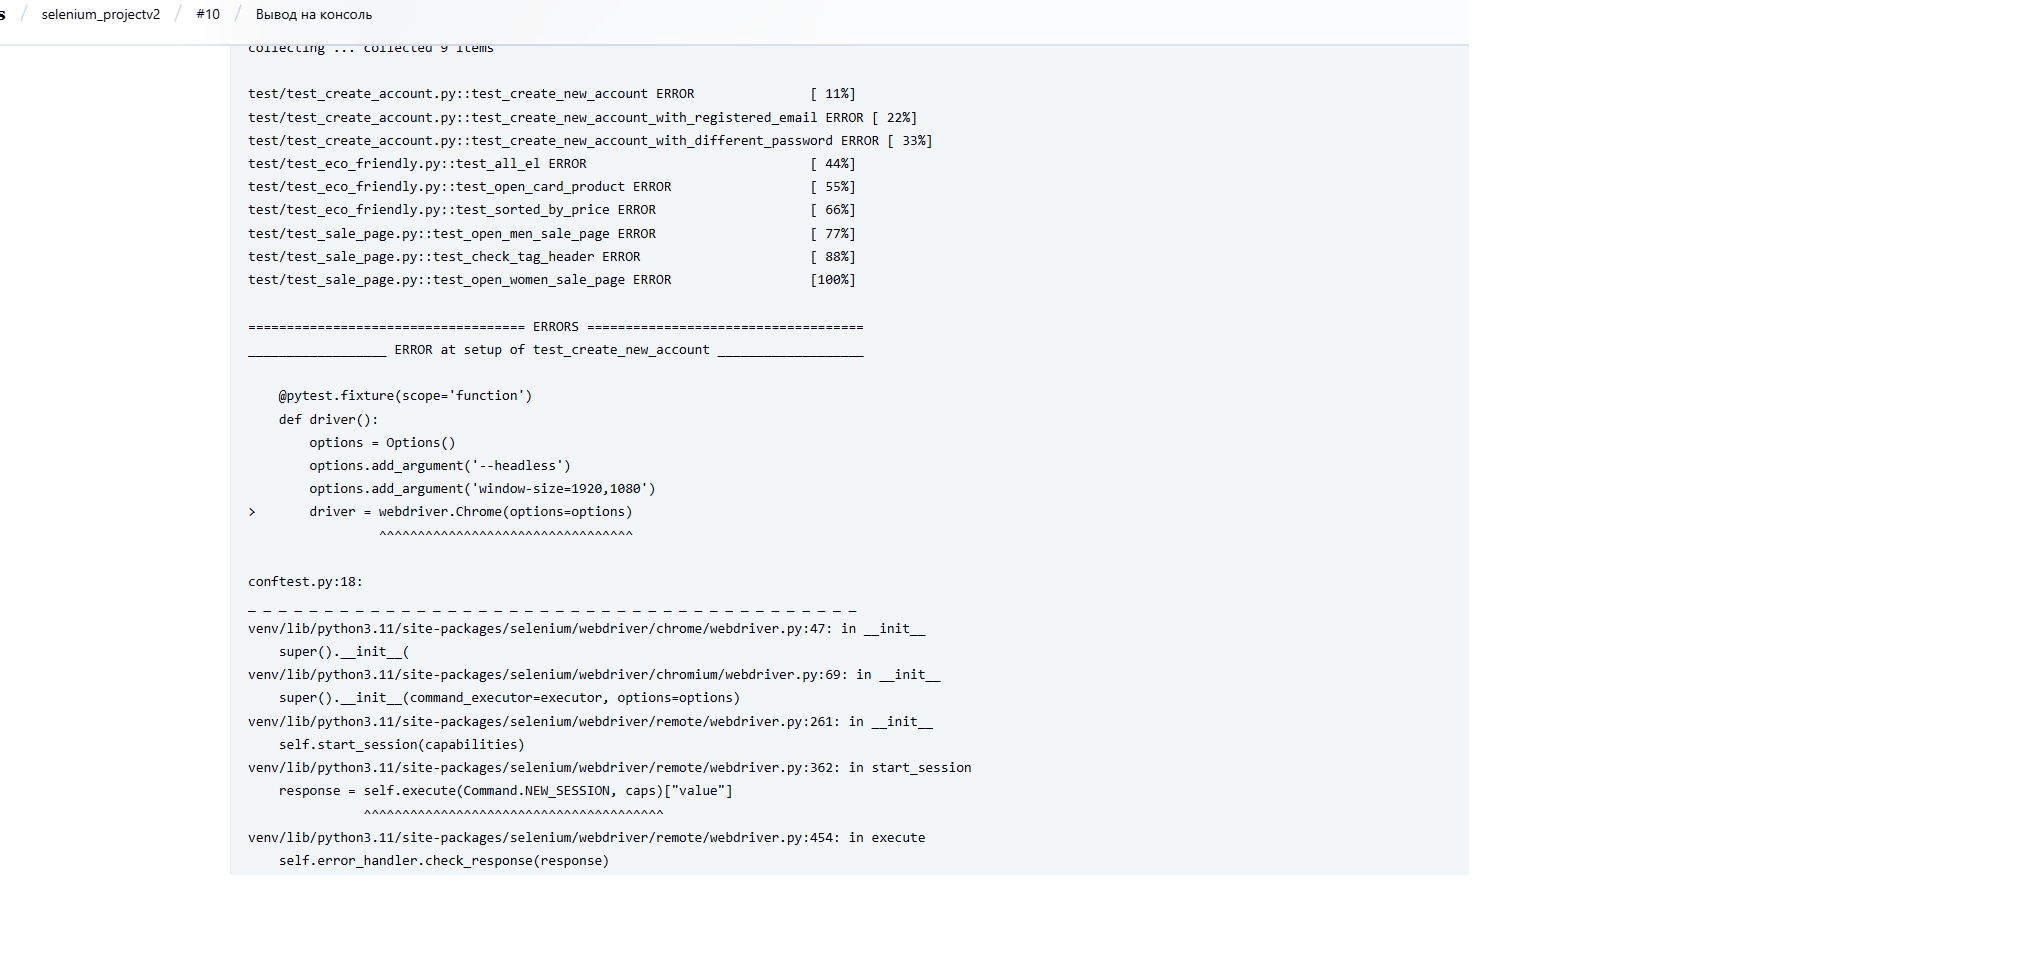 s / selenium_projectv2 / #10 / Вывод на консоль
collecting ... collected 9 items
test/test_create_account.py::test_create_new_account ERROR [ 11%]
test/test_create_account.py::test_create_new_account_with_registered_email ERROR [ 22%]
test/test_create_account.py::test_create_new_account_with_different_password ERROR [ 33%]
test/test_eco_friendly.py::test_all_el ERROR [ 44%]
test/test_eco_friendly.py::test_open_card_product ERROR [ 55%]
test/test_eco_friendly.py::test_sorted_by_price ERROR [ 66%]
test/test_sale_page.py::test_open_men_sale_page ERROR [ 77%]
test/test_sale_page.py::test_check_tag_header ERROR [ 88%]
test/test_sale_page.py::test_open_women_sale_page ERROR [100%]
==================================== ERRORS ====================================
__________________ ERROR at setup of test_create_new_account ___________________
    @pytest.fixture(scope='function')
    def driver():
        options = Options()
        options.add_argument('--headless')
        options.add_argument('window-size=1920,1080')
>       driver = webdriver.Chrome(options=options)
                 ^^^^^^^^^^^^^^^^^^^^^^^^^^^^^^^^^
conftest.py:18:
_ _ _ _ _ _ _ _ _ _ _ _ _ _ _ _ _ _ _ _ _ _ _ _ _ _ _ _ _ _ _ _ _ _ _ _ _ _ _ _
venv/lib/python3.11/site-packages/selenium/webdriver/chrome/webdriver.py:47: in __init__
    super().__init__(
venv/lib/python3.11/site-packages/selenium/webdriver/chromium/webdriver.py:69: in __init__
    super().__init__(command_executor=executor, options=options)
venv/lib/python3.11/site-packages/selenium/webdriver/remote/webdriver.py:261: in __init__
    self.start_session(capabilities)
venv/lib/python3.11/site-packages/selenium/webdriver/remote/webdriver.py:362: in start_session
    response = self.execute(Command.NEW_SESSION, caps)["value"]
               ^^^^^^^^^^^^^^^^^^^^^^^^^^^^^^^^^^^^^^^
venv/lib/python3.11/site-packages/selenium/webdriver/remote/webdriver.py:454: in execute
    self.error_handler.check_response(response)